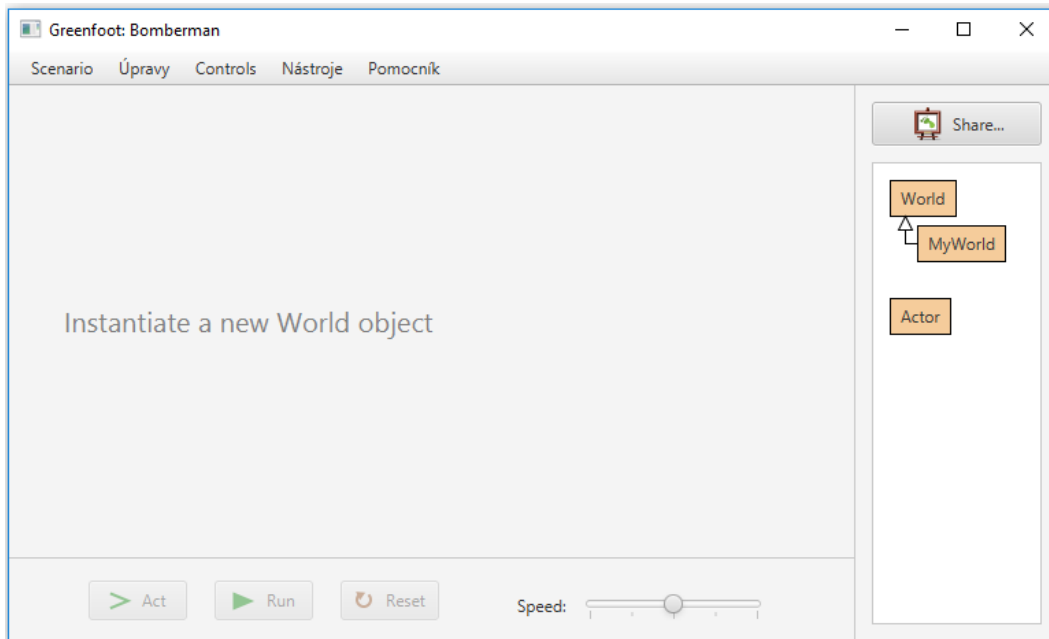 Greenfoot: Bomberman
Scenario Úpravy Controls Nástroje Pomocník
Share...
World
MyWorld
Actor
Instantiate a new World object
Act Run Reset Speed: